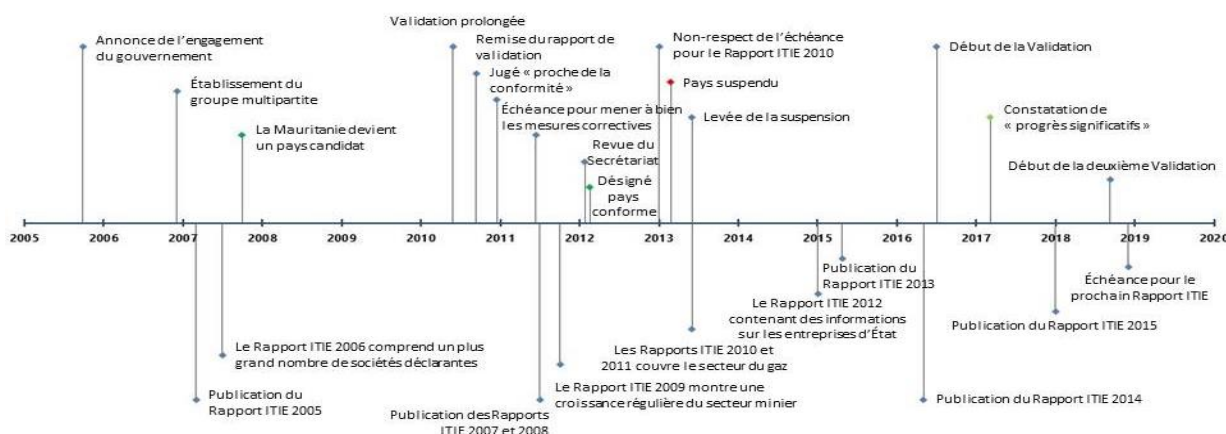 Annonce de l’engagement
du gouvernement
Établissement du
groupe multipartite
La Mauritanie devient
un pays candidat
Validation prolongée
Remise du rapport de
validation
Jugé « proche de la
conformité »
Échéance pour mener à bien
les mesures correctives
Revue du
Secrétariat
Désigné
pays
conforme
Non-respect de l’échéance
pour le Rapport ITIE 2010
Pays suspendu
Levée de la suspension
Début de la Validation
Constatation de
« progrès significatifs »
Début de la deuxième Validation
2005 2006 2007 2008 2009 2010 2011 2012 2013 2014 2015 2016 2017 2018 2019 2020
Publication du
Rapport ITIE 2013
Échéance pour le
prochain Rapport ITIE
Le Rapport ITIE 2012
contenant des informations
sur les entreprises d’État
Publication du Rapport ITIE 2015
Le Rapport ITIE 2006 comprend un plus
grand nombre de sociétés déclarantes
Les Rapports ITIE 2010 et
2011 couvre le secteur du gaz
Publication du
Rapport ITIE 2005
Le Rapport ITIE 2009 montre une
croissance régulière du secteur minier
Publication des Rapports
ITIE 2007 et 2008
Publication du Rapport ITIE 2014